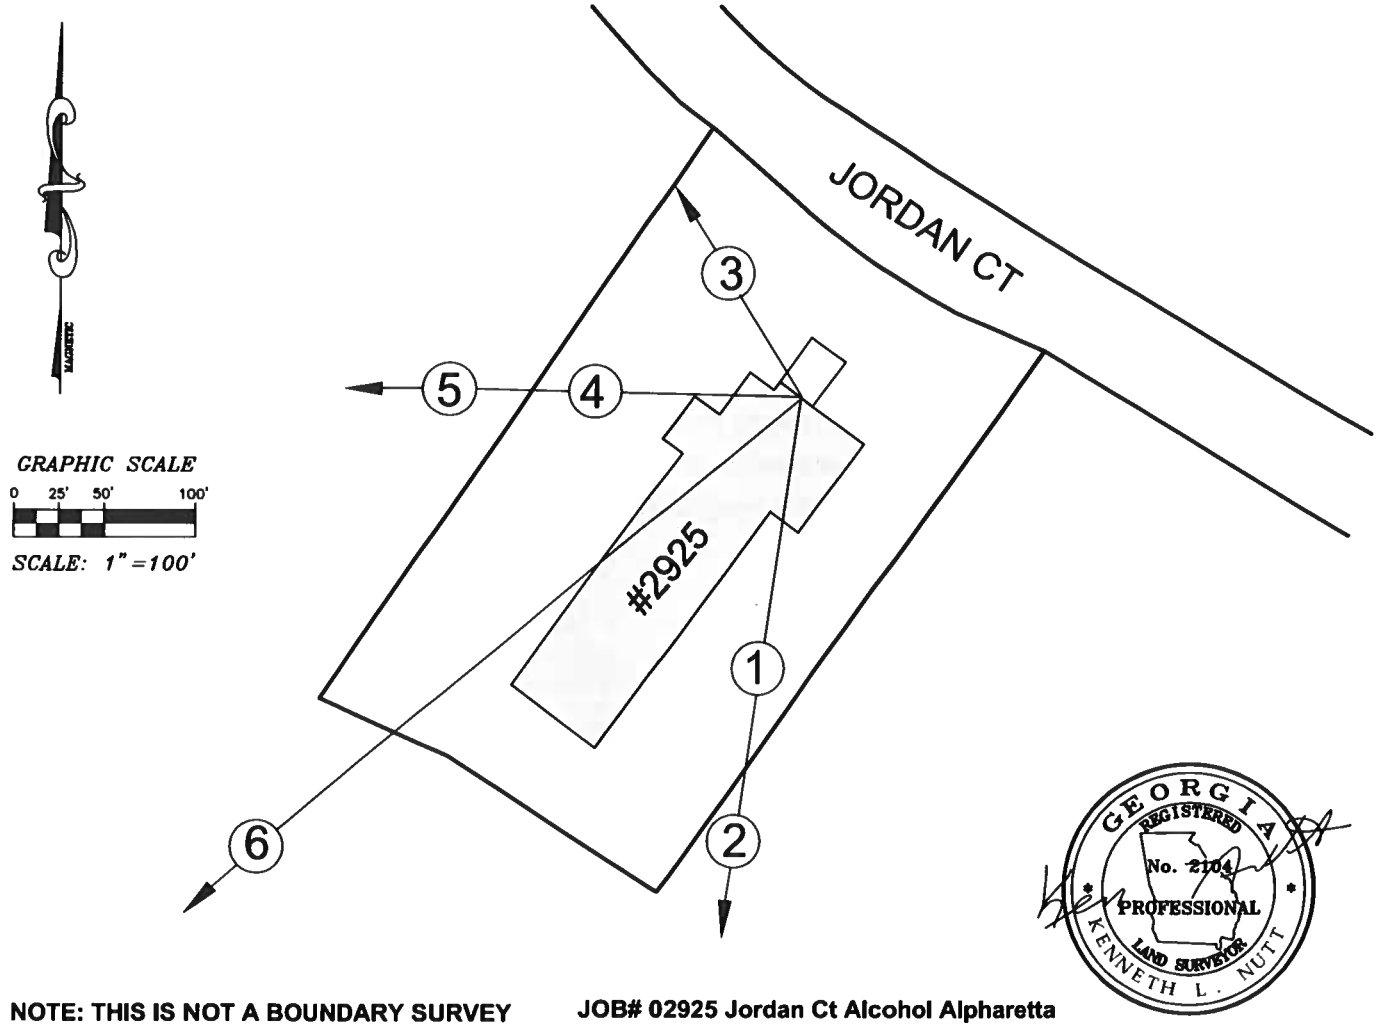 JORDAN CT
3
MAGNETIC
5
4
GRAPHIC SCALE
0 25' 50' 100'
SCALE: 1"=100'
#2925
1
2
6
GEORGIA
REGISTERED
No. 2104
PROFESSIONAL
LAND SURVEYOR
KENNETH L. NUTT
NOTE: THIS IS NOT A BOUNDARY SURVEY
JOB# 02925 Jordan Ct Alcohol Alpharetta